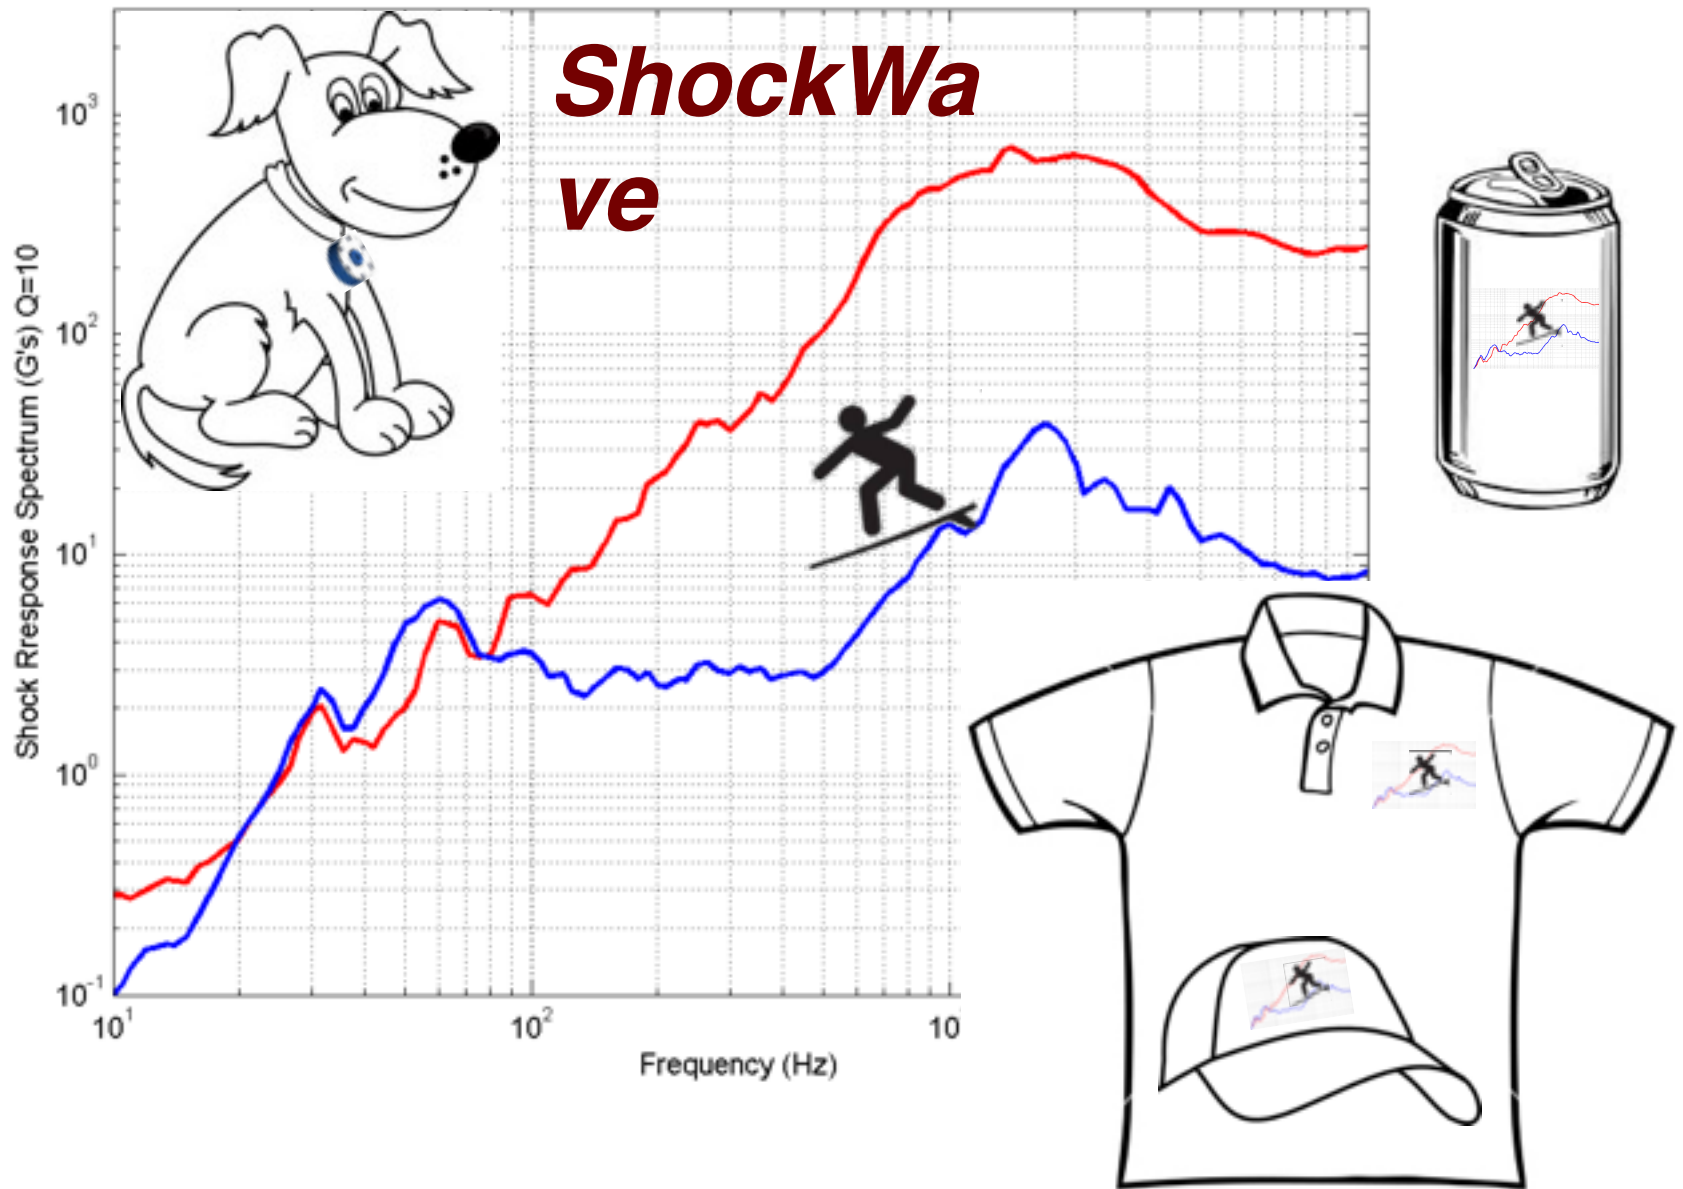 ShockWa
ve
Shock Rresponse Spectrum (G's) Q=10
10³
10²
10¹
10⁰
10⁻¹
10¹
10²
10
Frequency (Hz)